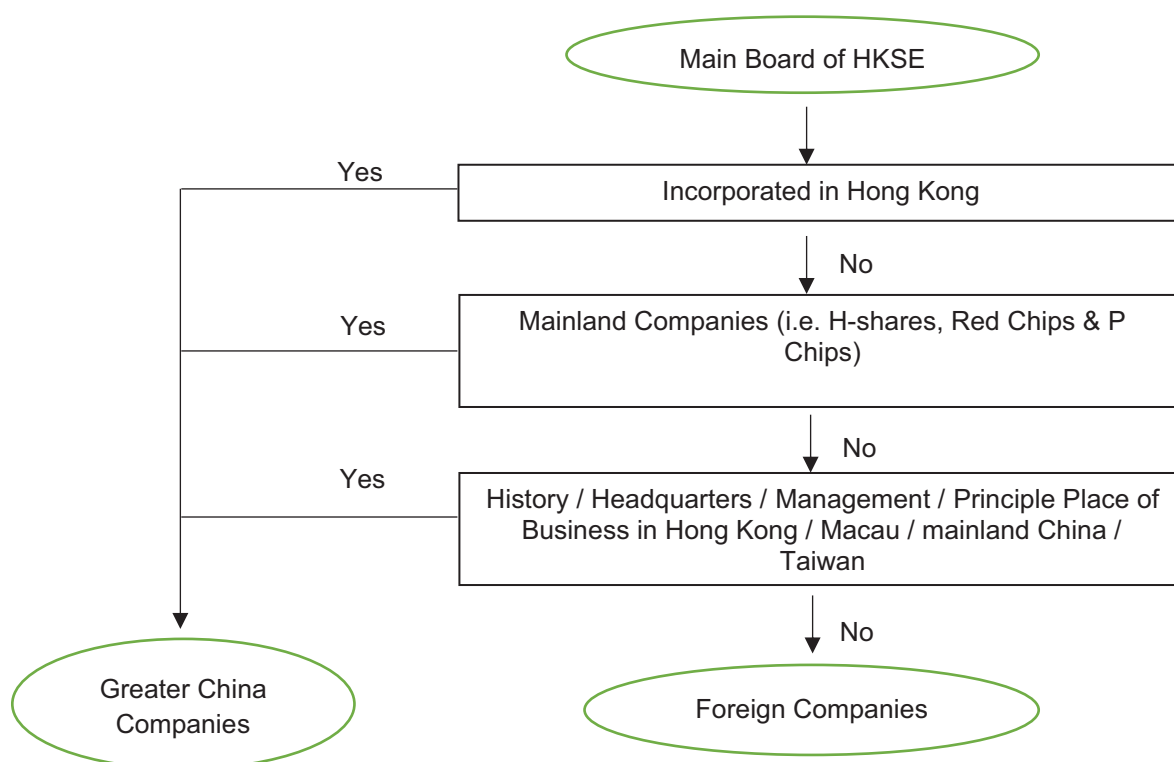 Main Board of HKSE
Yes
Incorporated in Hong Kong
No
Yes
Mainland Companies (i.e. H-shares, Red Chips & P
Chips)
No
Yes
History / Headquarters / Management / Principle Place of
Business in Hong Kong / Macau / mainland China /
Taiwan
No
Greater China
Companies
Foreign Companies